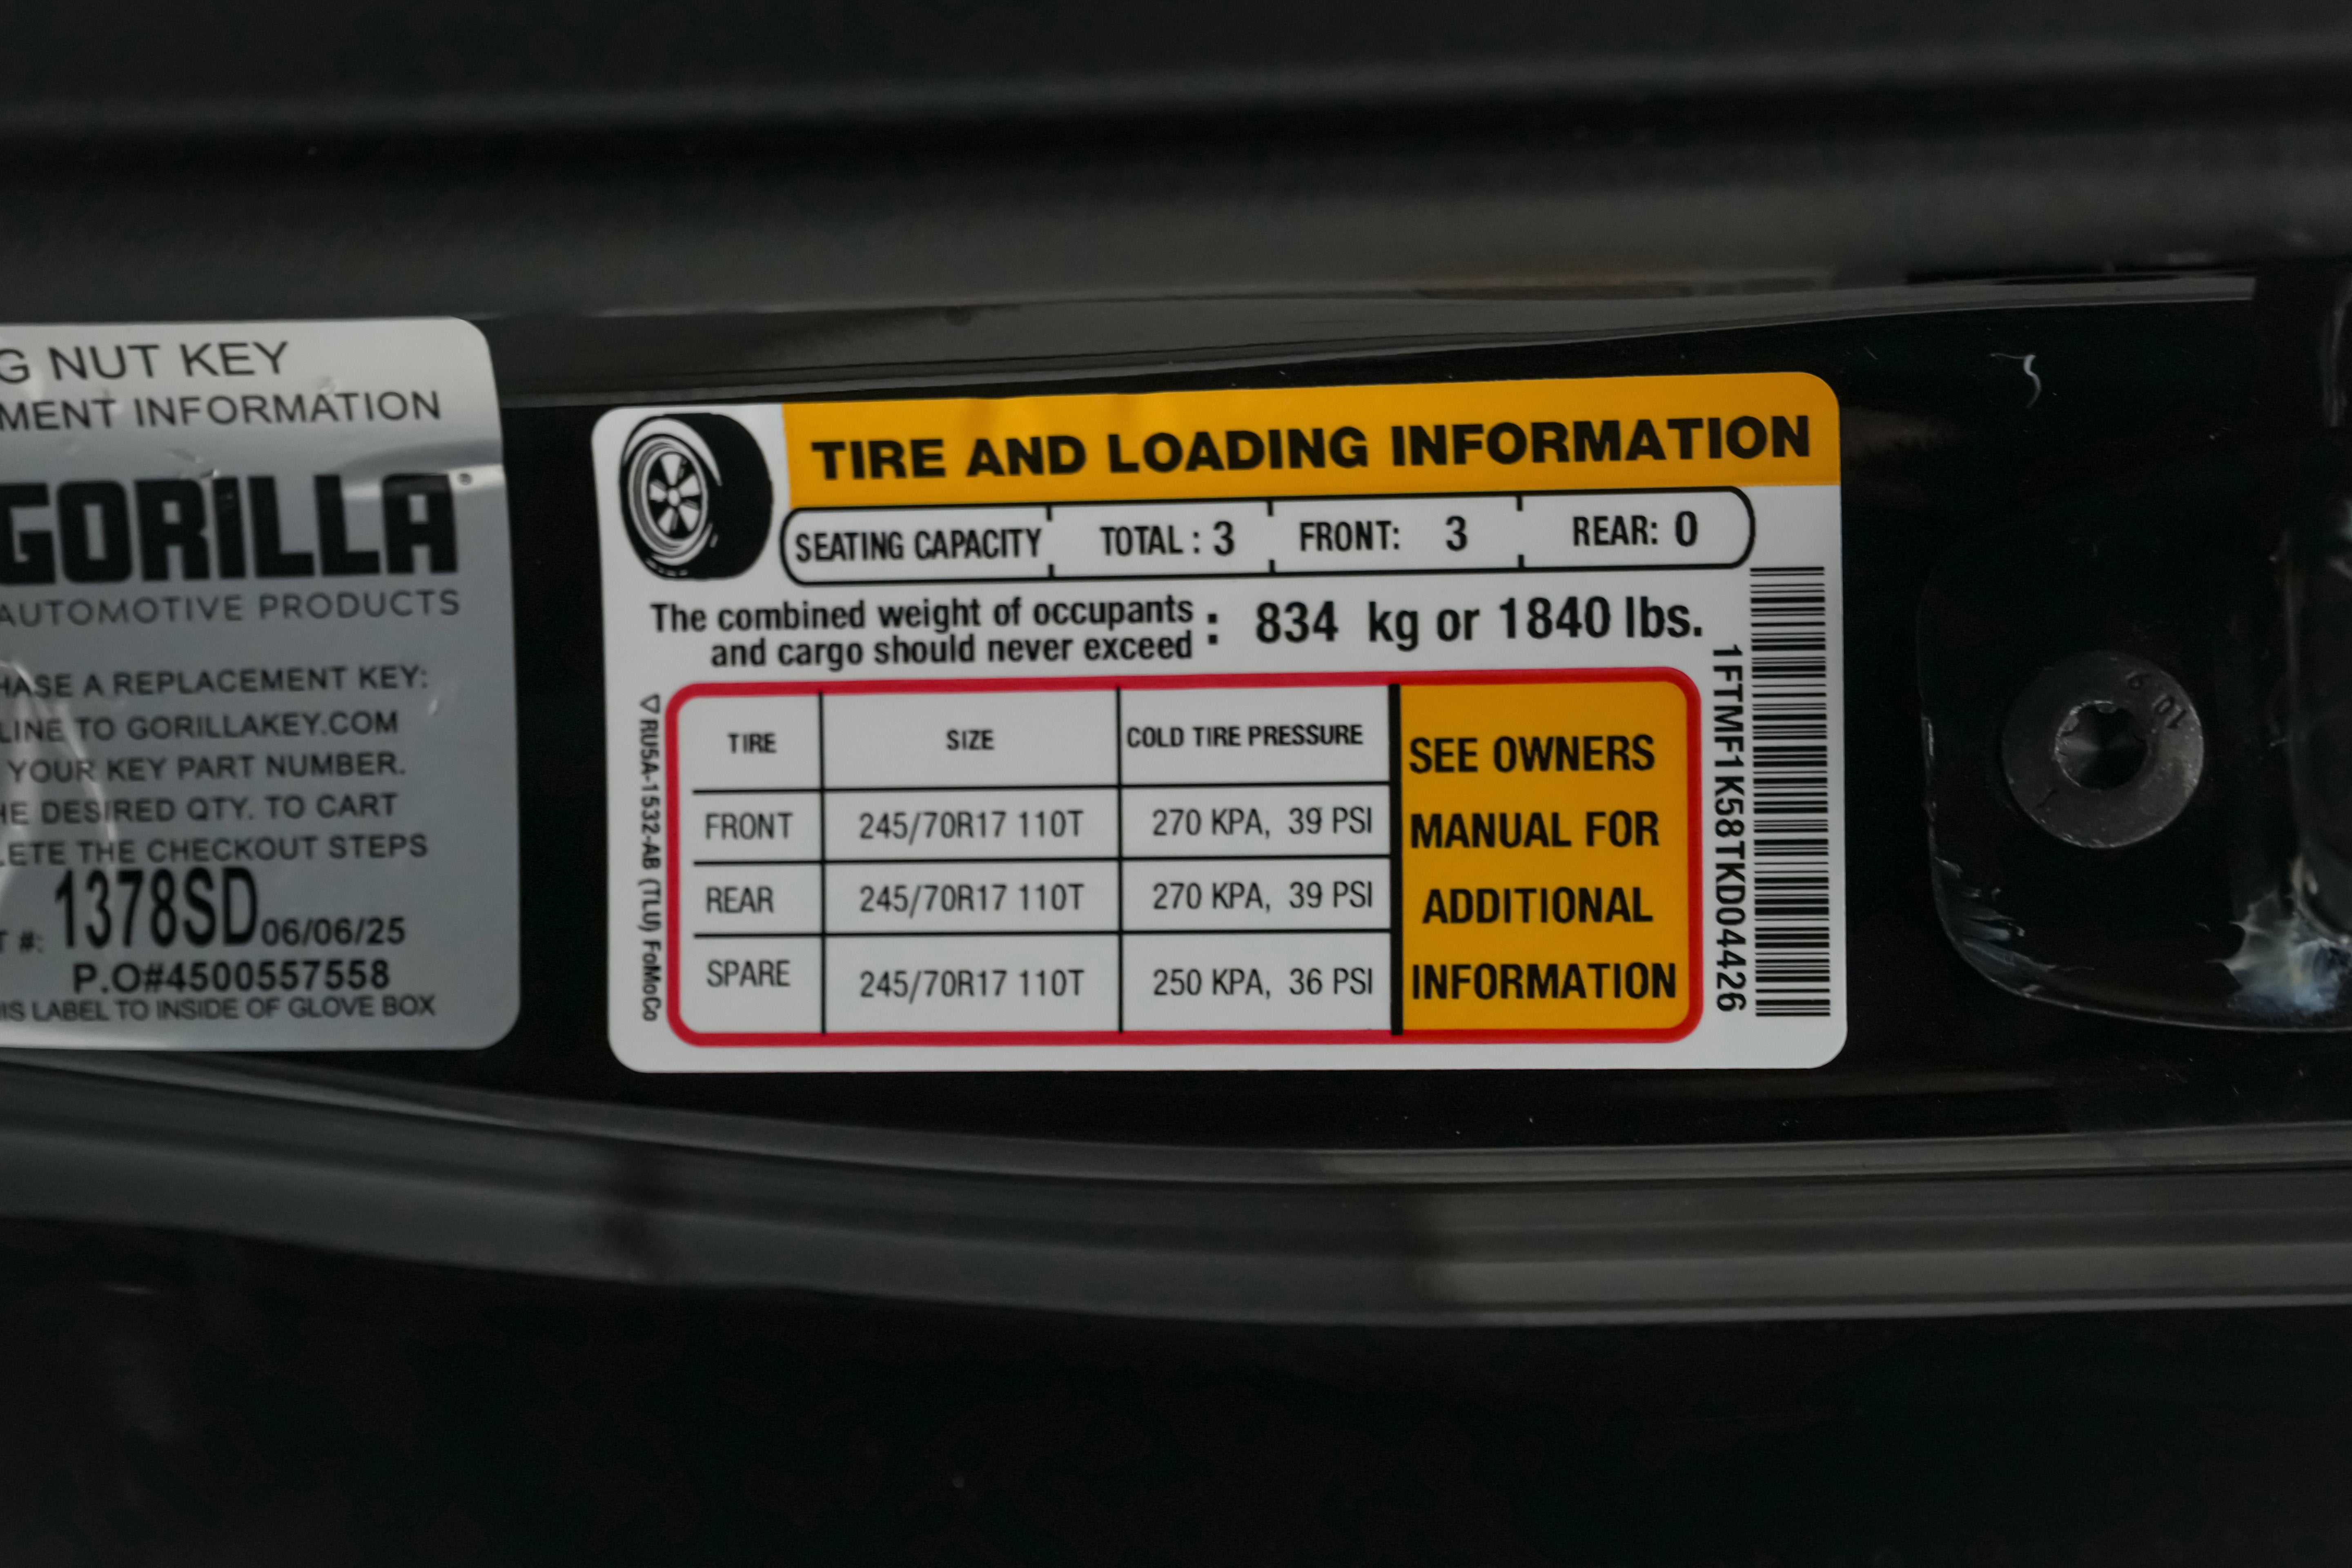 G NUT KEY
MENT INFORMATION
GORILLA
AUTOMOTIVE PRODUCTS
HASE A REPLACEMENT KEY:
LINE TO GORILLAKEY.COM
YOUR KEY PART NUMBER.
HE DESIRED QTY. TO CART
LETE THE CHECKOUT STEPS
T #: 1378SD 06/06/25
P.O#4500557558
IS LABEL TO INSIDE OF GLOVE BOX
TIRE AND LOADING INFORMATION
SEATING CAPACITY TOTAL : 3 FRONT: 3 REAR: 0
The combined weight of occupants
and cargo should never exceed : 834 kg or 1840 lbs.
TIRE SIZE COLD TIRE PRESSURE
FRONT 245/70R17 110T 270 KPA, 39 PSI
REAR 245/70R17 110T 270 KPA, 39 PSI
SPARE 245/70R17 110T 250 KPA, 36 PSI
SEE OWNERS
MANUAL FOR
ADDITIONAL
INFORMATION
RU5A-1532-AB (TLU) FoMoCo
1FTMF1K58TKD04426
10.9